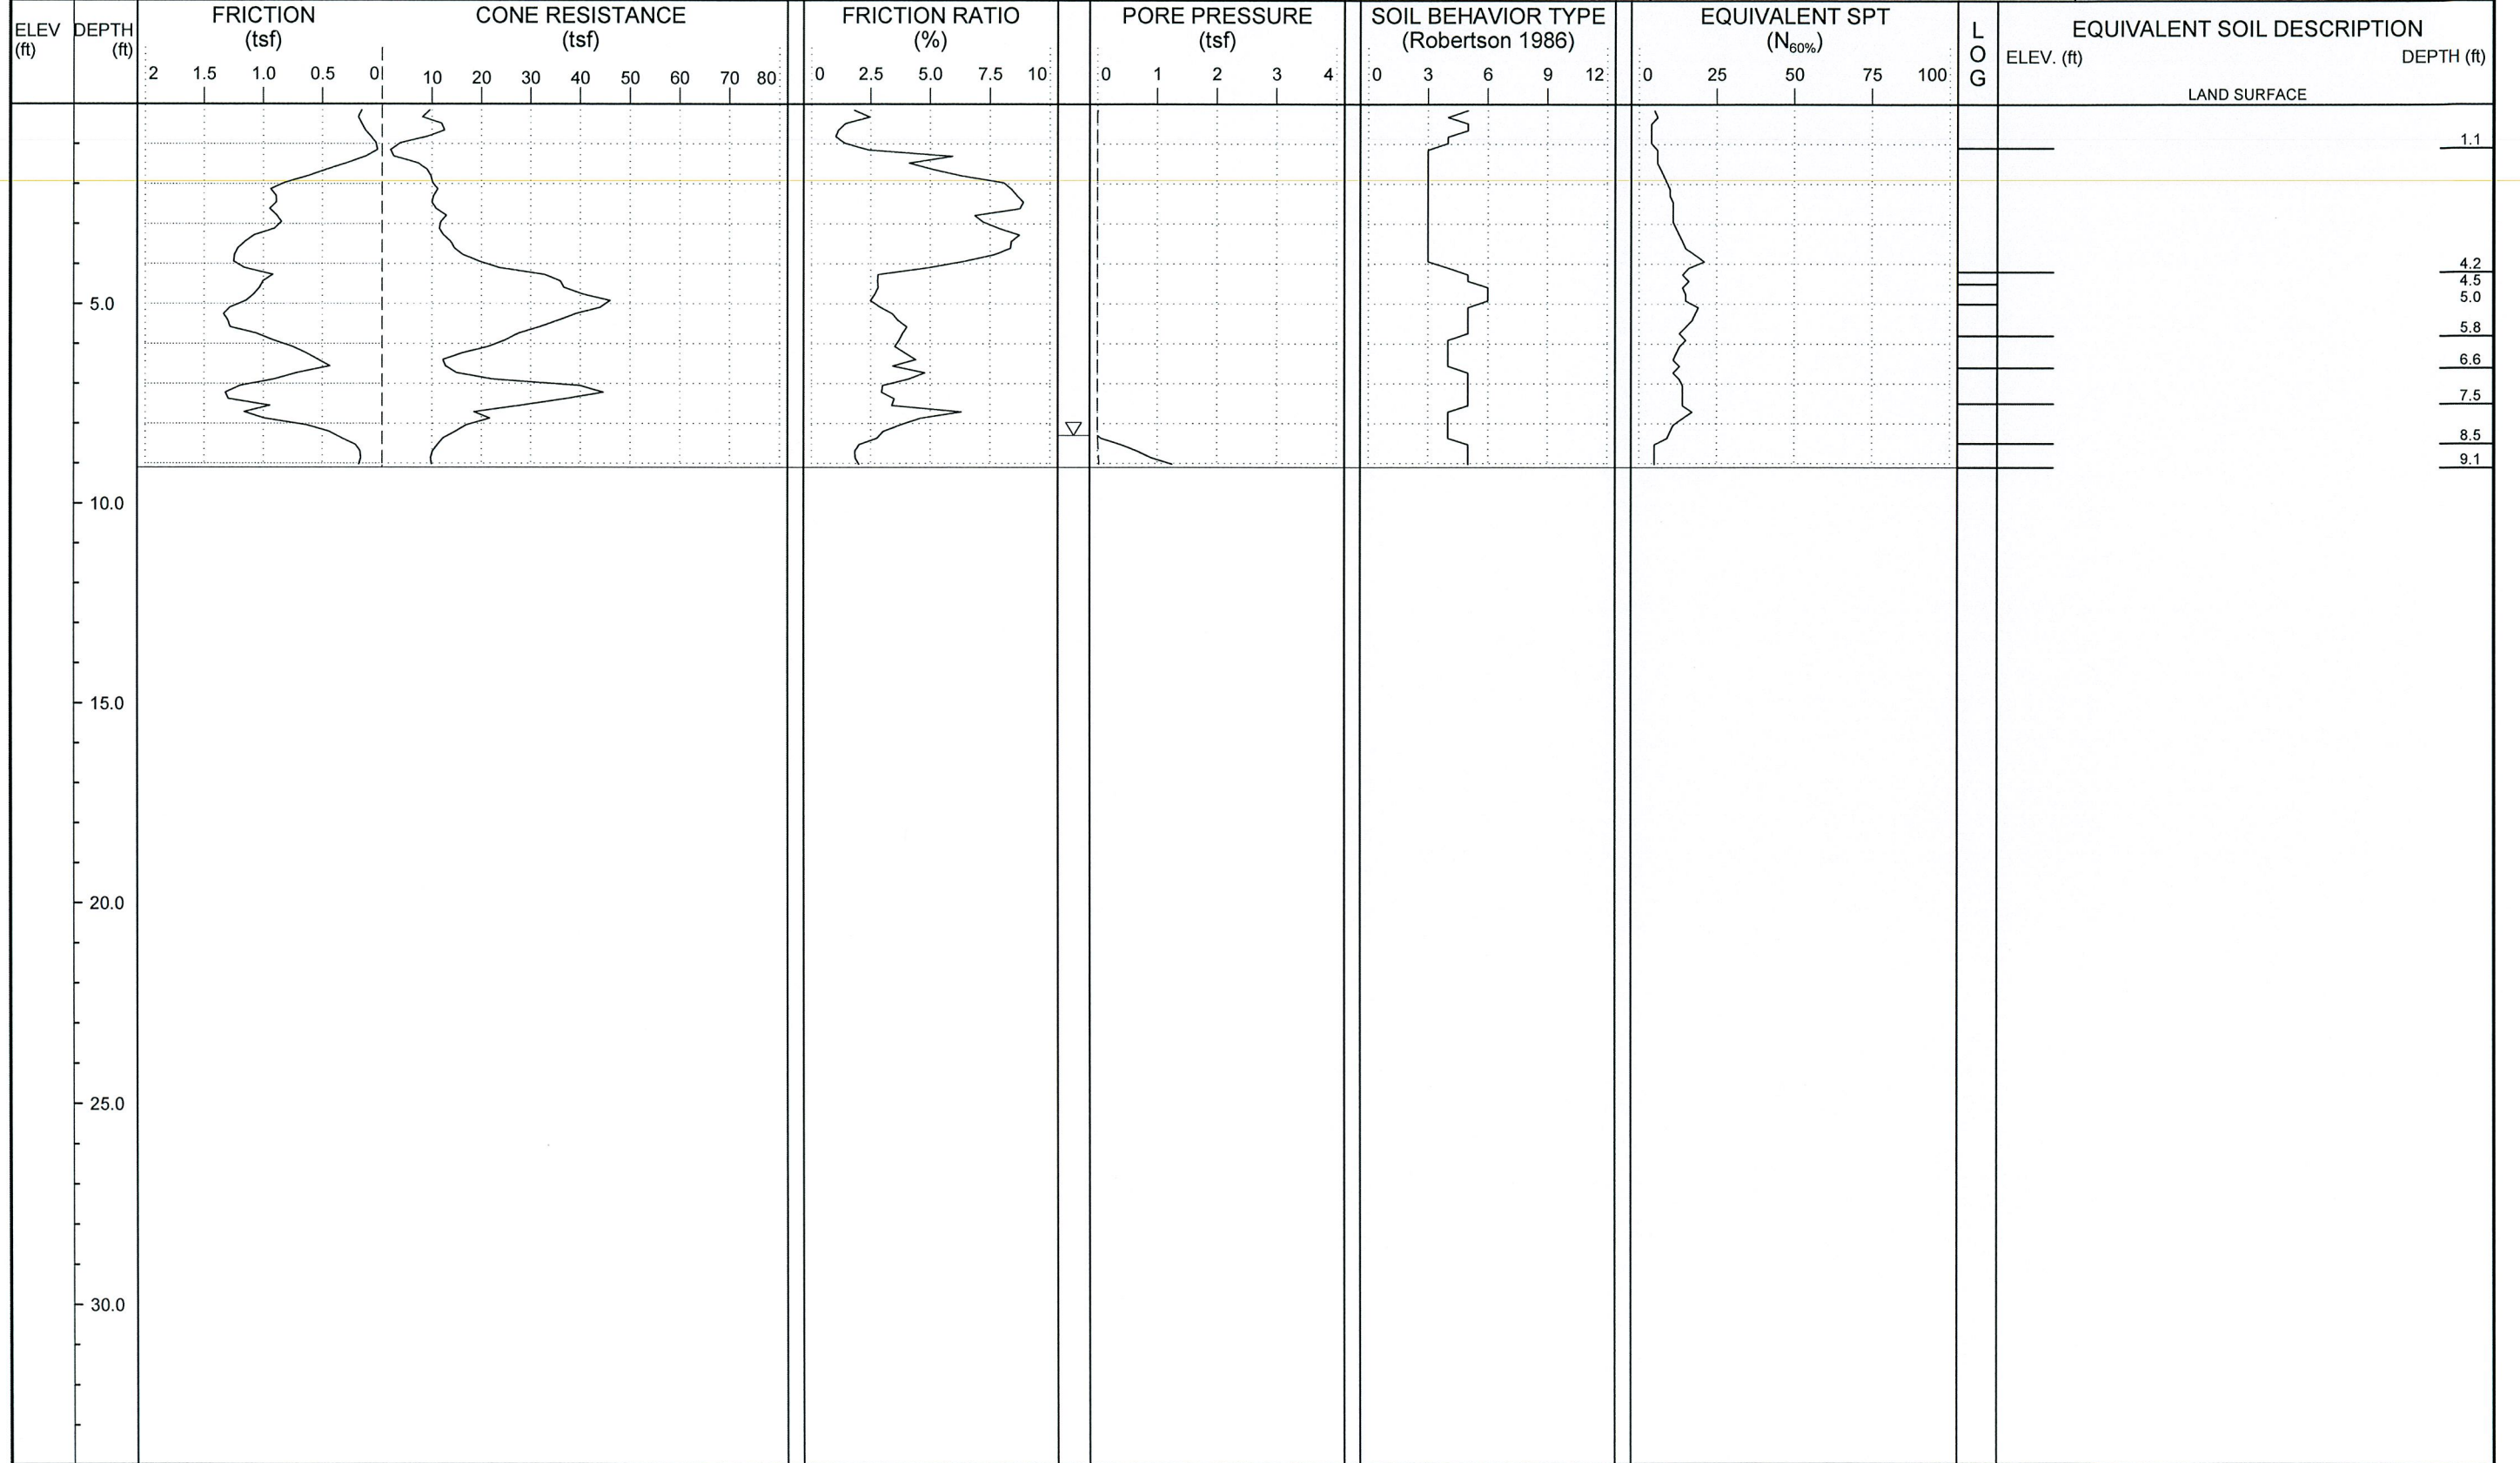 ELEV
(ft)
DEPTH
(ft)
FRICTION
(tsf)
2 1.5 1.0 0.5 0
CONE RESISTANCE
(tsf)
10 20 30 40 50 60 70 80
FRICTION RATIO
(%)
0 2.5 5.0 7.5 10
PORE PRESSURE
(tsf)
0 1 2 3 4
SOIL BEHAVIOR TYPE
(Robertson 1986)
0 3 6 9 12
EQUIVALENT SPT
(N60%)
0 25 50 75 100
L
O
G
EQUIVALENT SOIL DESCRIPTION
ELEV. (ft) DEPTH (ft)
LAND SURFACE
1.1
4.2
4.5
5.0
5.8
6.6
7.5
8.5
9.1
5.0
10.0
15.0
20.0
25.0
30.0